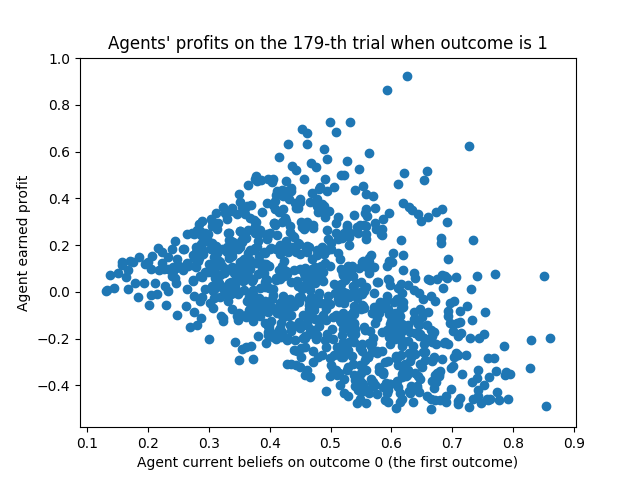 Agents' profits on the 179-th trial when outcome is 1
1.0
0.8
0.6
0.4
0.2
0.0
−0.2
−0.4
Agent earned profit
0.1 0.2 0.3 0.4 0.5 0.6 0.7 0.8 0.9
Agent current beliefs on outcome 0 (the first outcome)